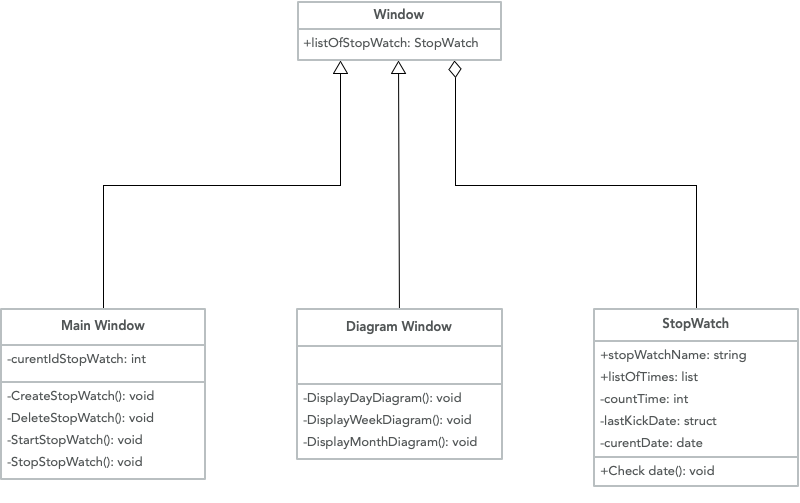 Window
+listOfStopWatch: StopWatch
Main Window
-curentIdStopWatch: int
-CreateStopWatch(): void
-DeleteStopWatch(): void
-StartStopWatch(): void
-StopStopWatch(): void
Diagram Window
-DisplayDayDiagram(): void
-DisplayWeekDiagram(): void
-DisplayMonthDiagram(): void
StopWatch
+stopWatchName: string
+listOfTimes: list
-countTime: int
-lastKickDate: struct
-curentDate: date
+Check date(): void